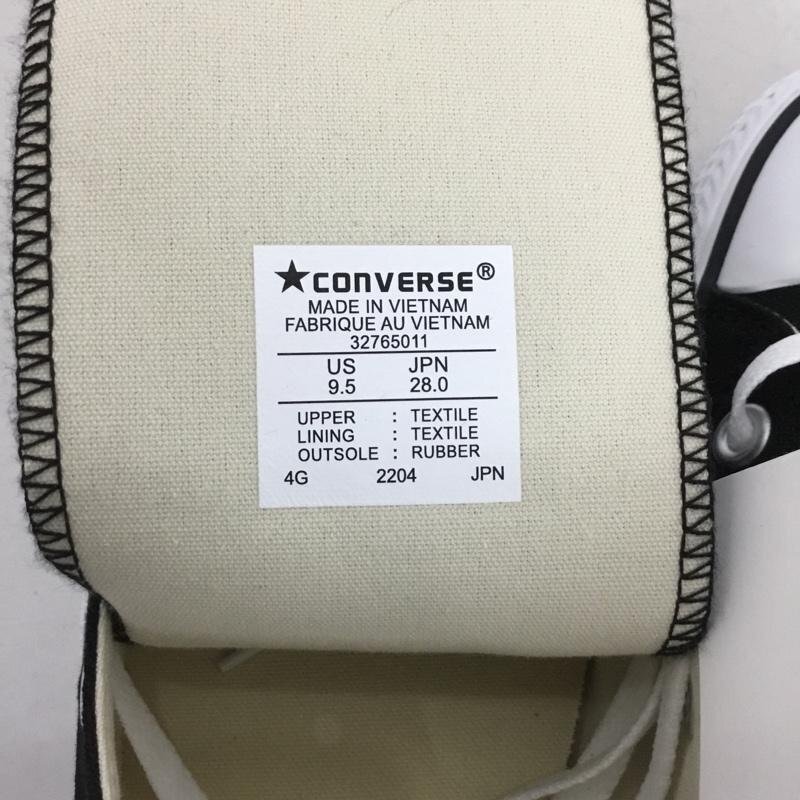 ★CONVERSE®
MADE IN VIETNAM
FABRIQUE AU VIETNAM
32765011
US JPN
9.5 28.0
UPPER : TEXTILE
LINING : TEXTILE
OUTSOLE : RUBBER
4G 2204 JPN